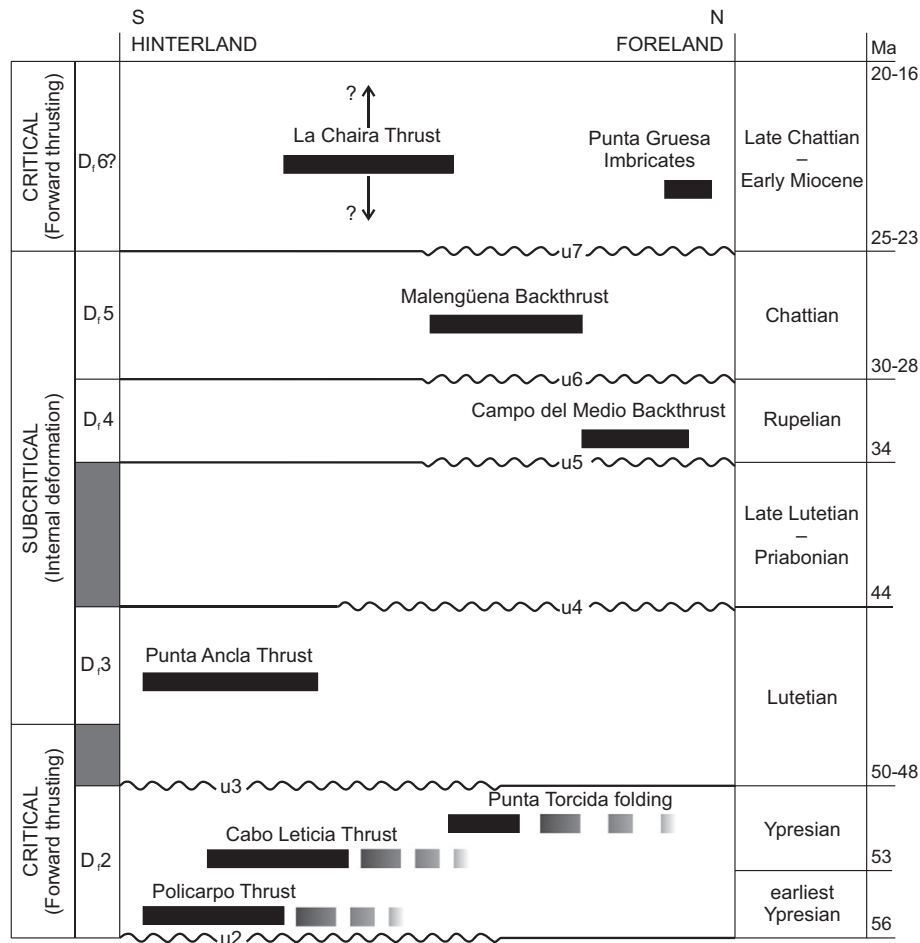 S
N
HINTERLAND
FORELAND
Ma
20-16
CRITICAL
(Forward thrusting)
Df6?
?
La Chaira Thrust
?
Punta Gruesa
Imbricates
Late Chattian
–
Early Miocene
25-23
u7
SUBCRITICAL
(Internal deformation)
Df5
Malengüena Backthrust
Chattian
30-28
u6
Df4
Campo del Medio Backthrust
Rupelian
34
u5
Late Lutetian
–
Priabonian
44
u4
Df3
Punta Ancla Thrust
Lutetian
50-48
u3
CRITICAL
(Forward thrusting)
Df2
Punta Torcida folding
Cabo Leticia Thrust
Ypresian
53
Policarpo Thrust
earliest
Ypresian
56
u2